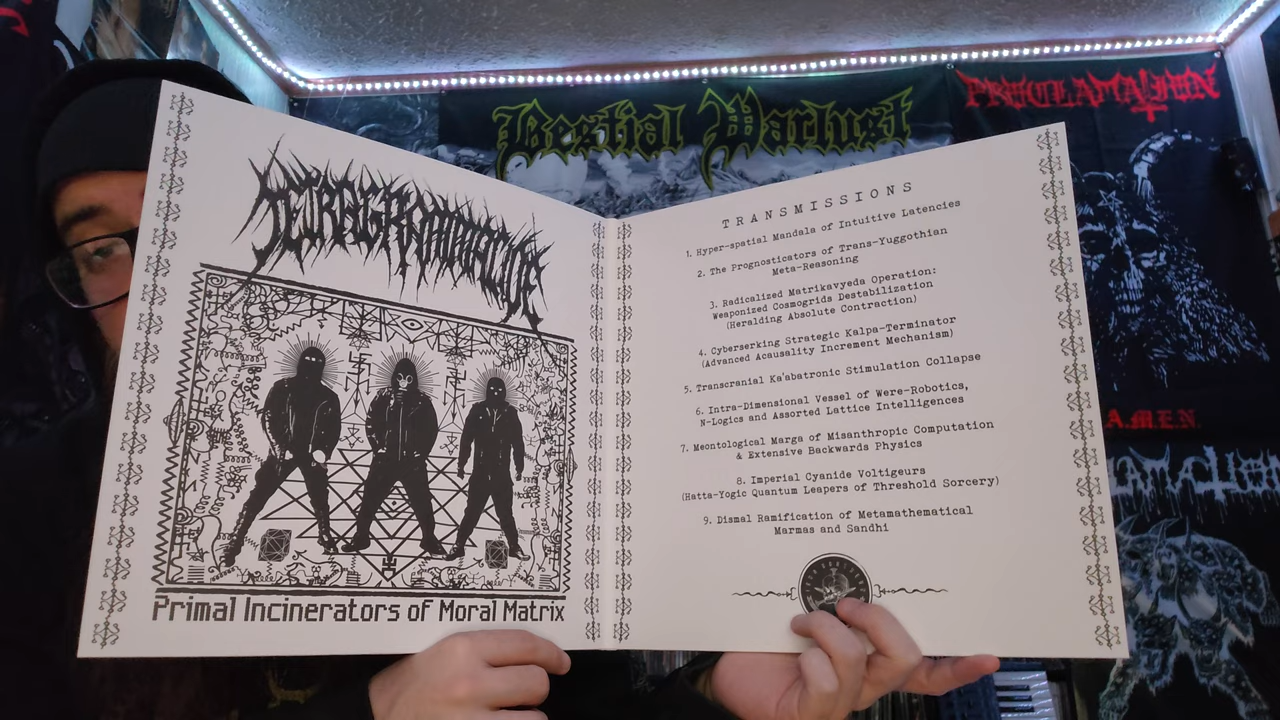 Bestial Warlust
PROCLAMATION
TETRAGRAMMACIDE
Primal Incinerators of Moral Matrix
TRANSMISSIONS
1. Hyper-spatial Mandala of Intuitive Latencies
2. The Prognosticators of Trans-Yuggothian
Meta-Reasoning
3. Radicalized Matrikavyeda Operation:
Weaponized Cosmogrids Destabilization
(Heralding Absolute Contraction)
4. Cyberserking Strategic Kalpa-Terminator
(Advanced Acausality Increment Mechanism)
5. Transcranial Ka'abatronic Stimulation Collapse
6. Intra-Dimensional Vessel of Were-Robotics,
N-Logics and Assorted Lattice Intelligences
7. Meontological Marga of Misanthropic Computation
& Extensive Backwards Physics
8. Imperial Cyanide Voltigeurs
(Hatta-Yogic Quantum Leapers of Threshold Sorcery)
9. Dismal Ramification of Metamathematical
Marmas and Sandhi
A.M.E.N.